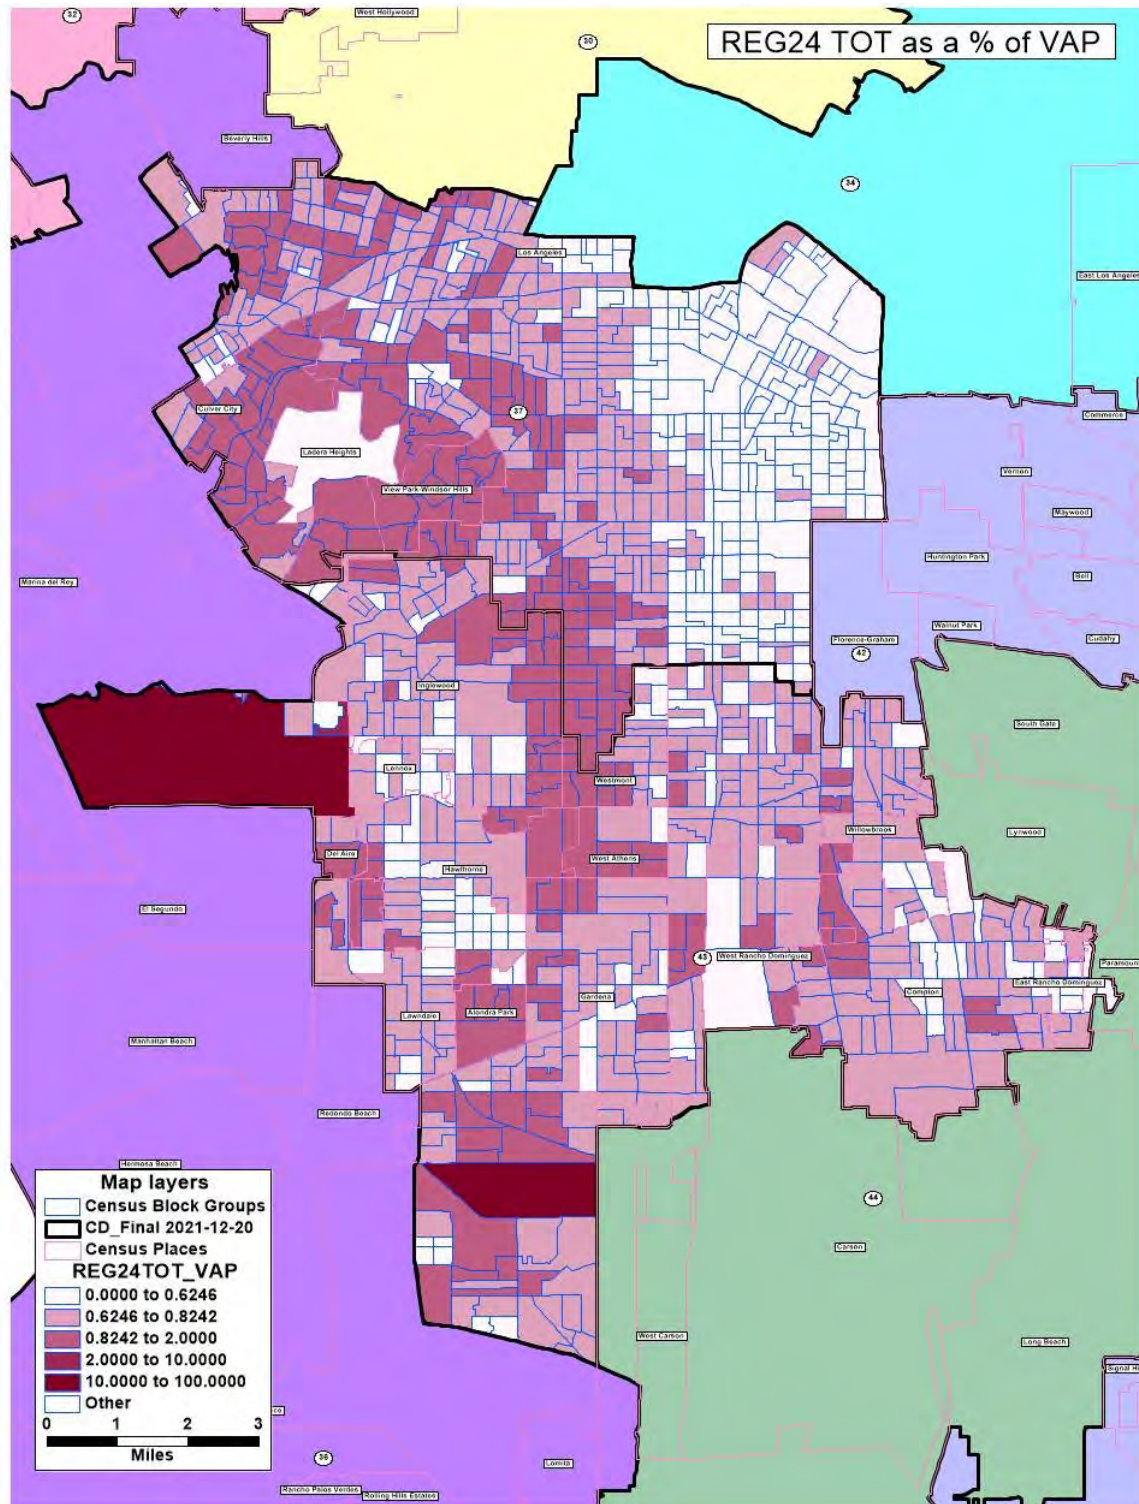 32
West Hollywood
30
REG24 TOT as a % of VAP
Beverly Hills
34
Los Angeles
East Los Angeles
Culver City
37
Commerce
Ladera Heights
Vernon
View Park-Windsor Hills
Maywood
Huntington Park
Marina del Rey
Bell
Walnut Park
Florence-Graham
Cudahy
42
Inglewood
South Gate
Lennox
Westmont
Willowbrook
Lynwood
Del Aire
West Athens
Hawthorne
El Segundo
43
West Rancho Dominguez
Paramount
East Rancho Dominguez
Compton
Gardena
Alondra Park
Lawndale
Manhattan Beach
Redondo Beach
Hermosa Beach
Map layers
Census Block Groups
CD_Final 2021-12-20
Census Places
REG24TOT_VAP
0.0000 to 0.6246
0.6246 to 0.8242
0.8242 to 2.0000
2.0000 to 10.0000
10.0000 to 100.0000
Other
0 1 2 3
Miles
44
Carson
West Carson
Long Beach
Signal Hi
36
Lomita
Rancho Palos Verdes
Rolling Hills Estates